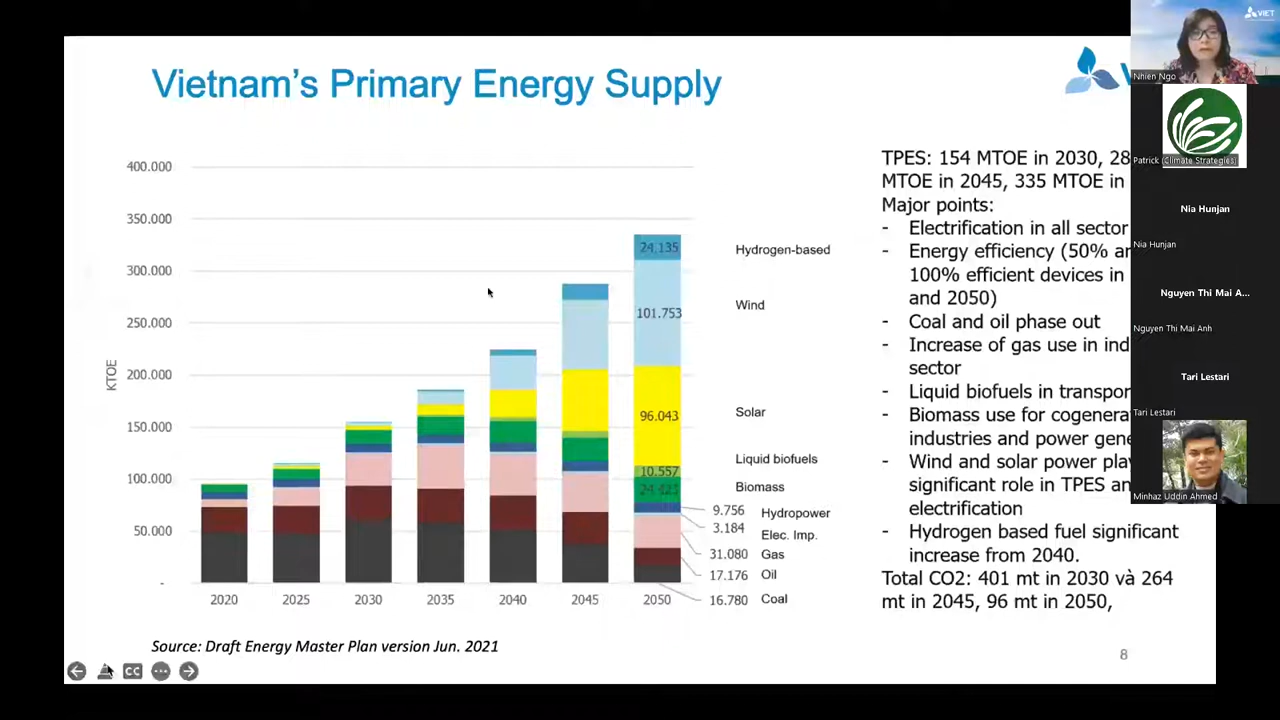 Vietnam's Primary Energy Supply
400.000
350.000
300.000
250.000
200.000
150.000
100.000
50.000
-
KTOE
2020
2025
2030
2035
2040
2045
2050
24.135
101.753
96.043
10.557
9.756
3.184
31.080
17.176
16.780
Hydrogen-based
Wind
Solar
Liquid biofuels
Biomass
Hydropower
Elec. Imp.
Gas
Oil
Coal
TPES: 154 MTOE in 2030, 28
MTOE in 2045, 335 MTOE in
Major points:
- Electrification in all sector
- Energy efficiency (50% a
100% efficient devices in
and 2050)
- Coal and oil phase out
- Increase of gas use in ind
sector
- Liquid biofuels in transpor
- Biomass use for cogenera
industries and power gene
- Wind and solar power play
significant role in TPES an
electrification
- Hydrogen based fuel significant
increase from 2040.
Total CO2: 401 mt in 2030 và 264
mt in 2045, 96 mt in 2050,
Source: Draft Energy Master Plan version Jun. 2021
8
CC
VIET
Nhien Ngo
Patrick (Climate Strategies)
Nia Hunjan
Nia Hunjan
Nguyen Thi Mai A...
Nguyen Thi Mai Anh
Tari Lestari
Tari Lestari
Minhaz Uddin Ahmed